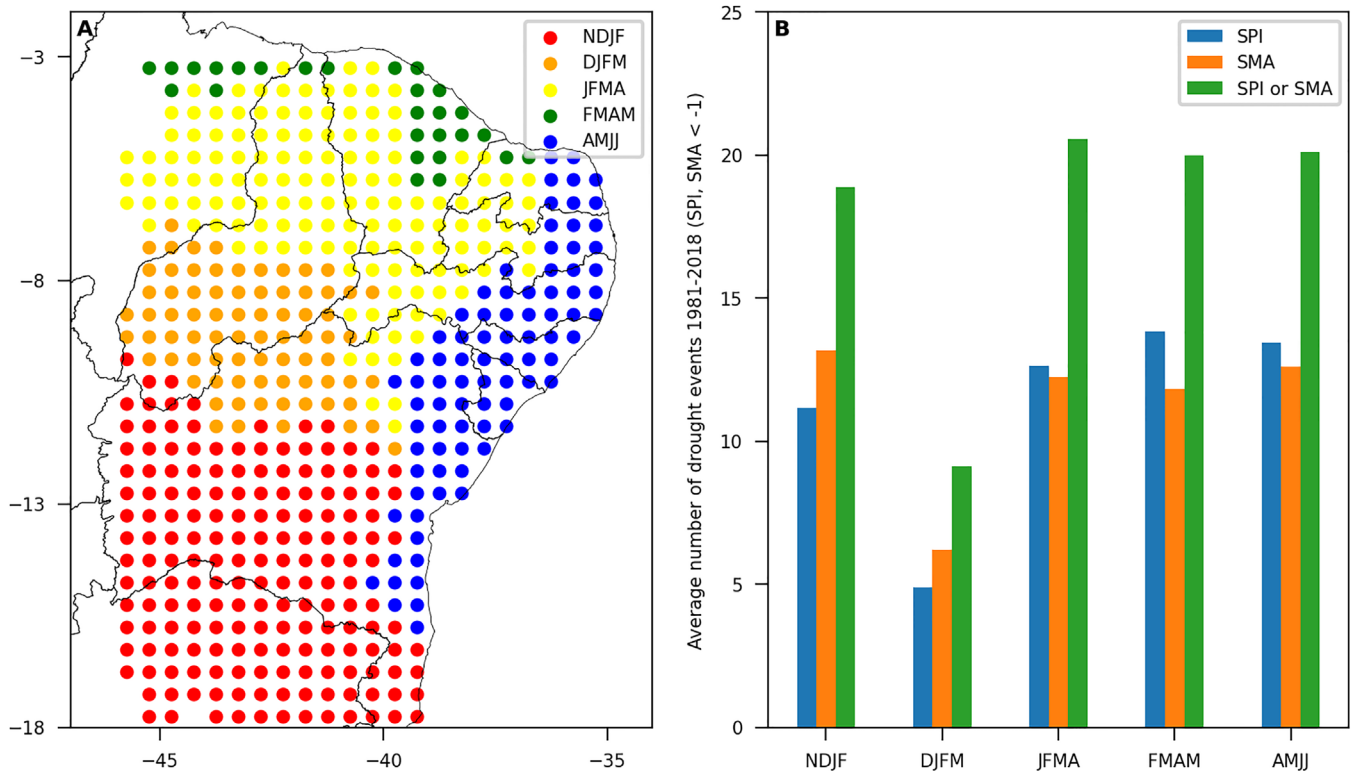 A
NDJF
DJFM
JFMA
FMAM
AMJJ
−3
−8
−13
−18
−45
−40
−35
B
SPI
SMA
SPI or SMA
Average number of drought events 1981-2018 (SPI, SMA < -1)
25
20
15
10
5
0
NDJF
DJFM
JFMA
FMAM
AMJJ